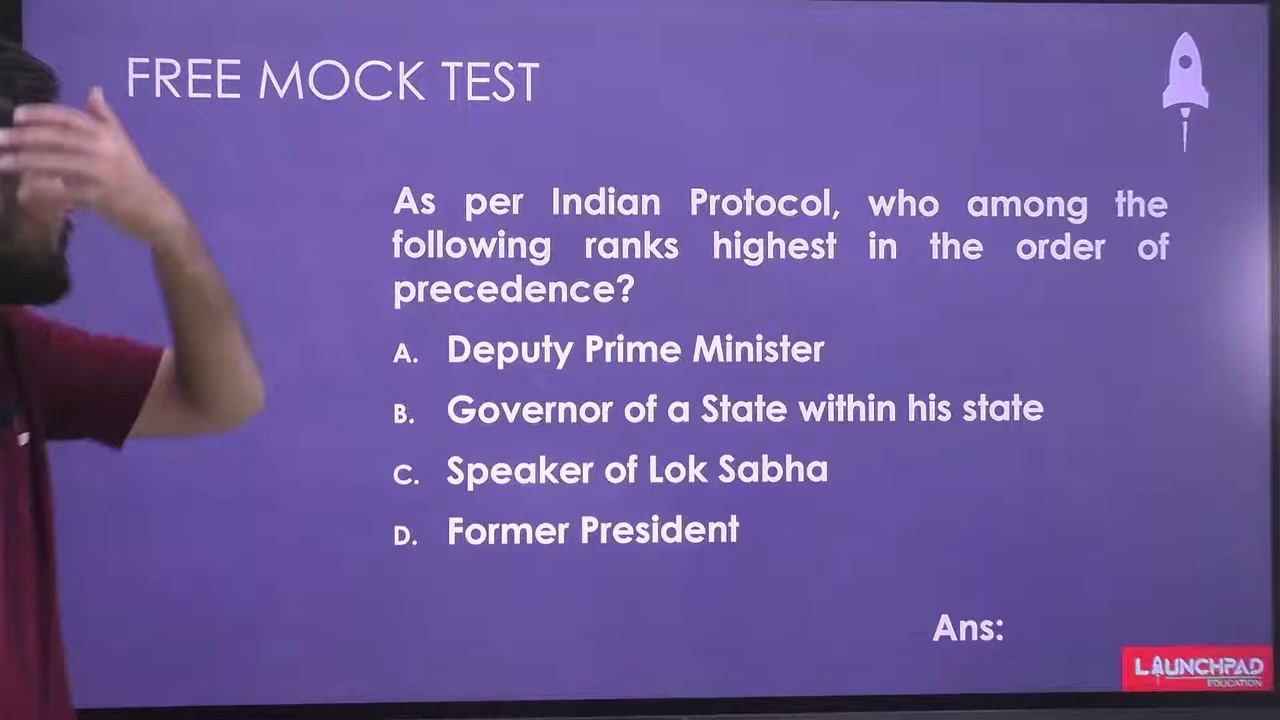 FREE MOCK TEST
As per Indian Protocol, who among the
following ranks highest in the order of
precedence?
A. Deputy Prime Minister
B. Governor of a State within his state
C. Speaker of Lok Sabha
D. Former President
Ans:
LAUNCHPAD
EDUCATION